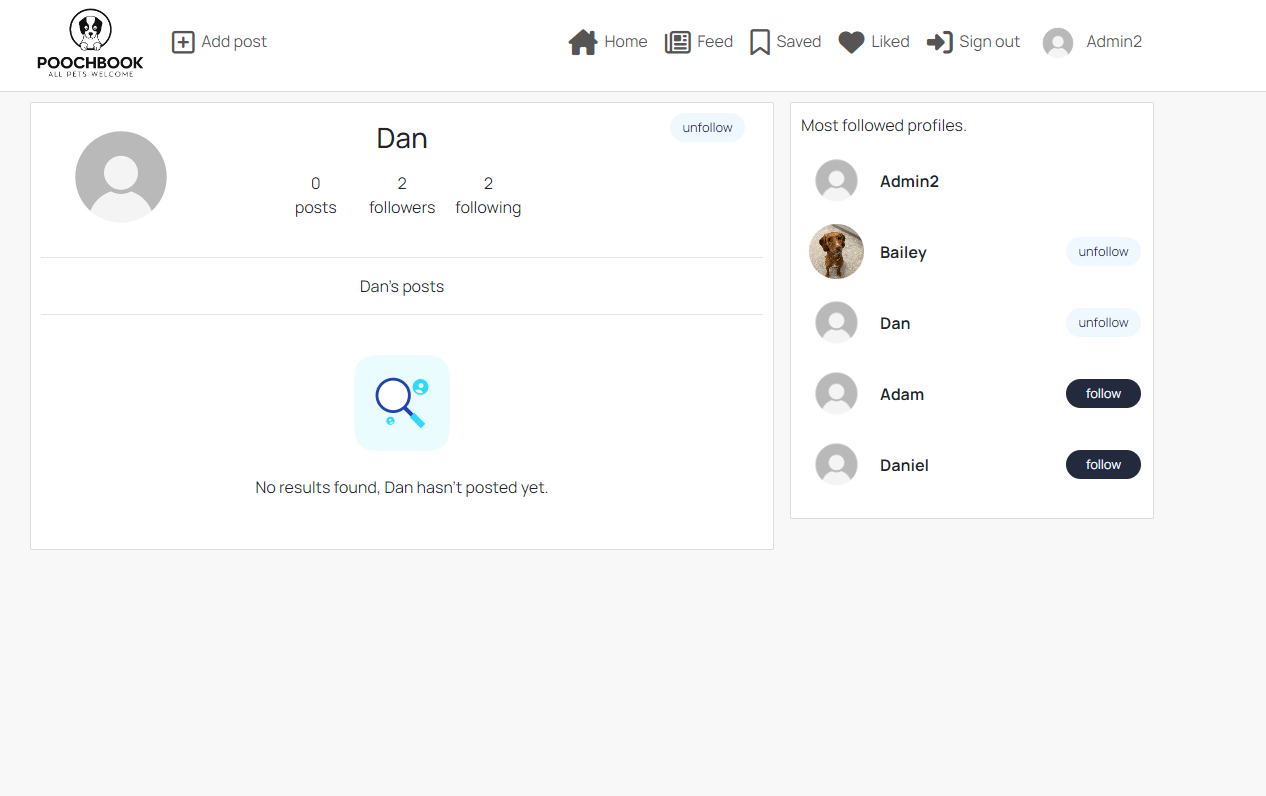 POOCHBOOK
ALL PETS WELCOME
Add post
Home
Feed
Saved
Liked
Sign out
Admin2
Dan
unfollow
0 2 2
posts followers following
Dan's posts
No results found, Dan hasn't posted yet.
Most followed profiles.
Admin2
Bailey unfollow
Dan unfollow
Adam follow
Daniel follow